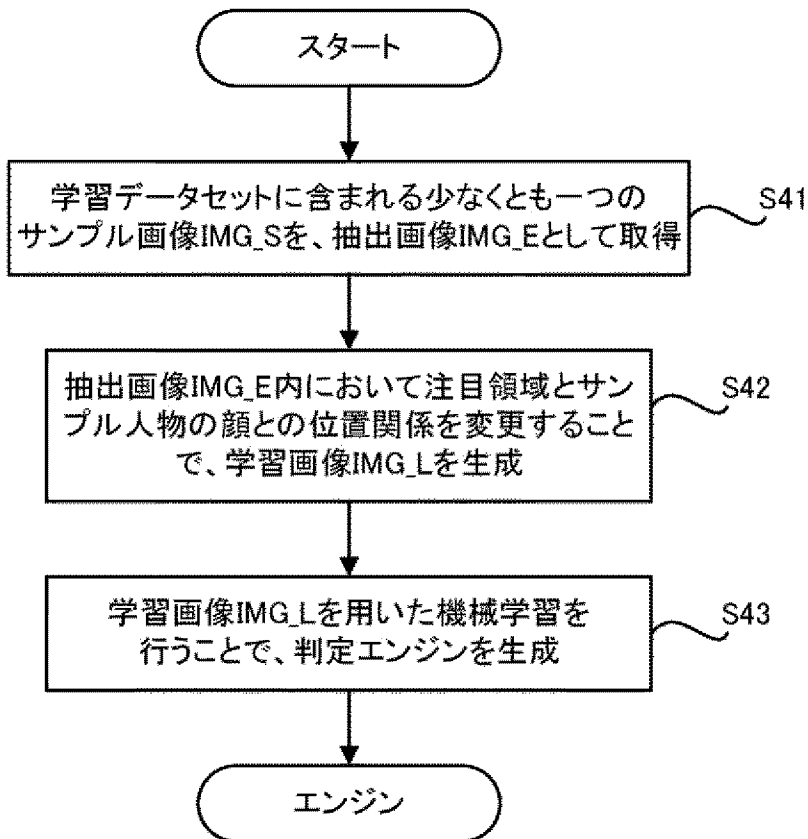 スタート
学習データセットに含まれる少なくとも一つの
サンプル画像IMG_Sを、抽出画像IMG_Eとして取得
S41
抽出画像IMG_E内において注目領域とサン
プル人物の顔との位置関係を変更すること
で、学習画像IMG_Lを生成
S42
学習画像IMG_Lを用いた機械学習を
行うことで、判定エンジンを生成
S43
エンジン